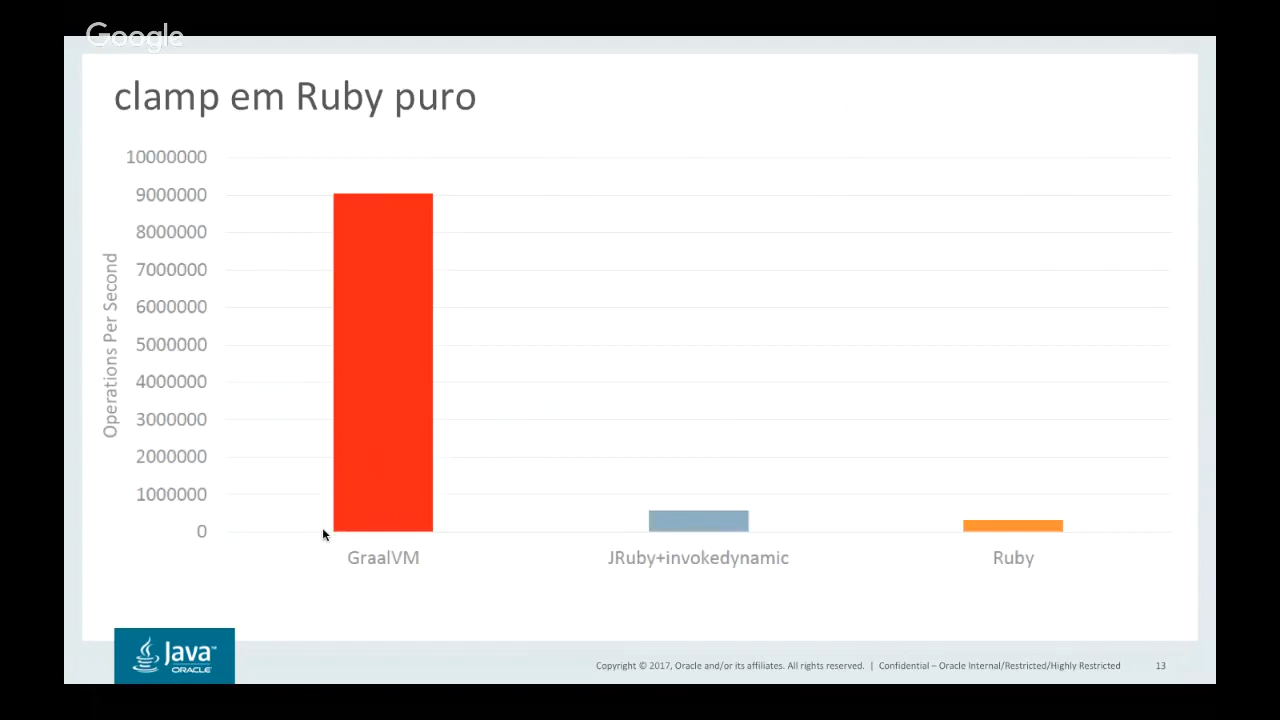 Google
clamp em Ruby puro
10000000
9000000
8000000
7000000
6000000
5000000
4000000
3000000
2000000
1000000
0
Operations Per Second
GraalVM
JRuby+invokedynamic
Ruby
Java™
ORACLE
Copyright © 2017, Oracle and/or its affiliates. All rights reserved. | Confidential – Oracle Internal/Restricted/Highly Restricted 13